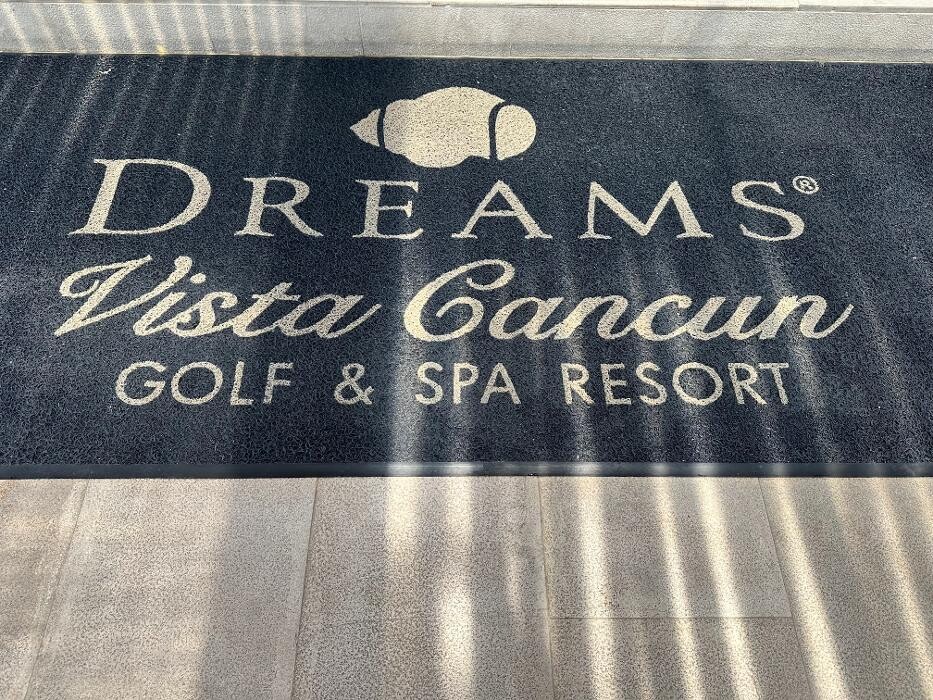 DREAMS®
Vista Cancun
GOLF & SPA RESORT